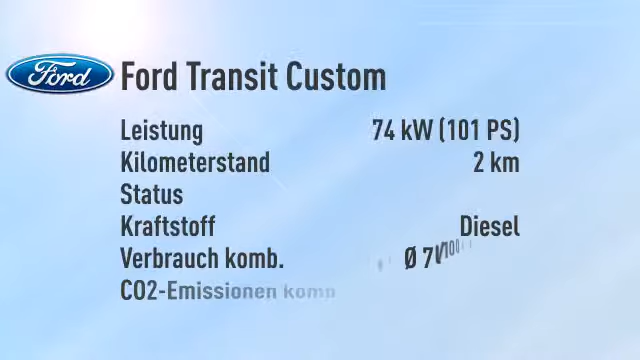 Ford
Ford Transit Custom
Leistung 74 kW (101 PS)
Kilometerstand 2 km
Status
Kraftstoff Diesel
Verbrauch komb. Ø 7
CO2-Emissionen komb